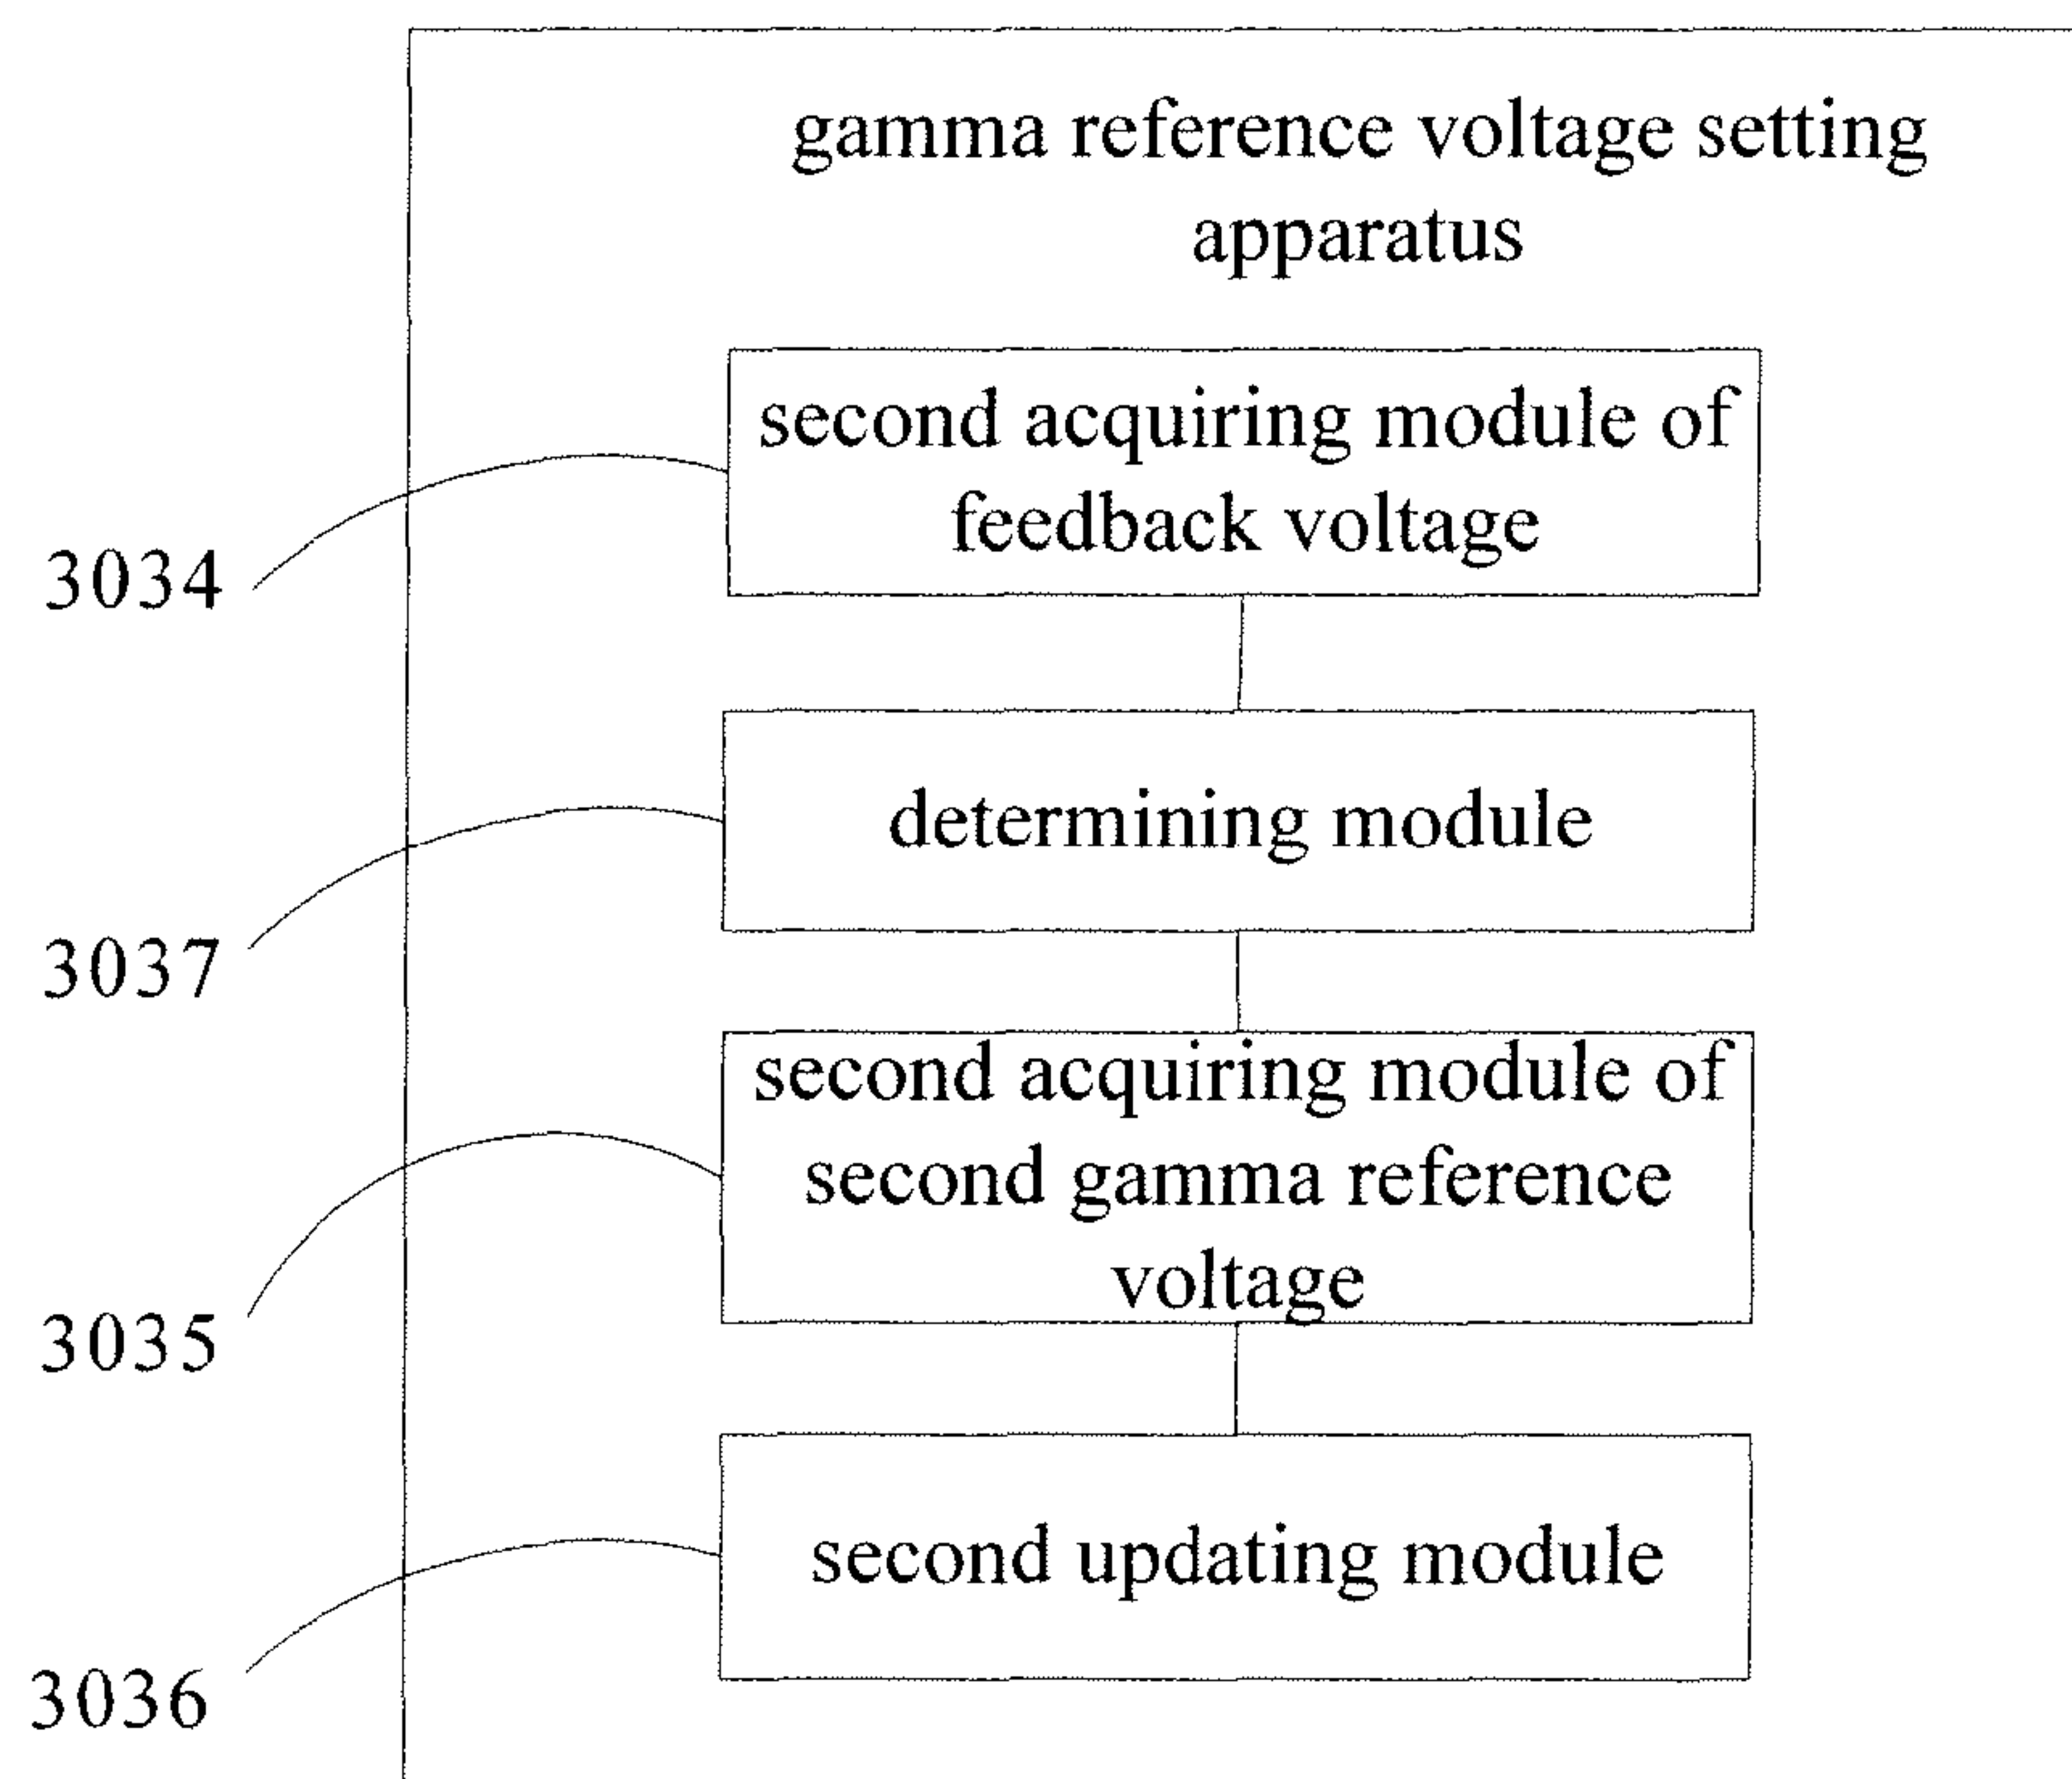 gamma reference voltage setting
apparatus
second acquiring module of
feedback voltage
3034
determining module
3037
second acquiring module of
second gamma reference
voltage
3035
second updating module
3036